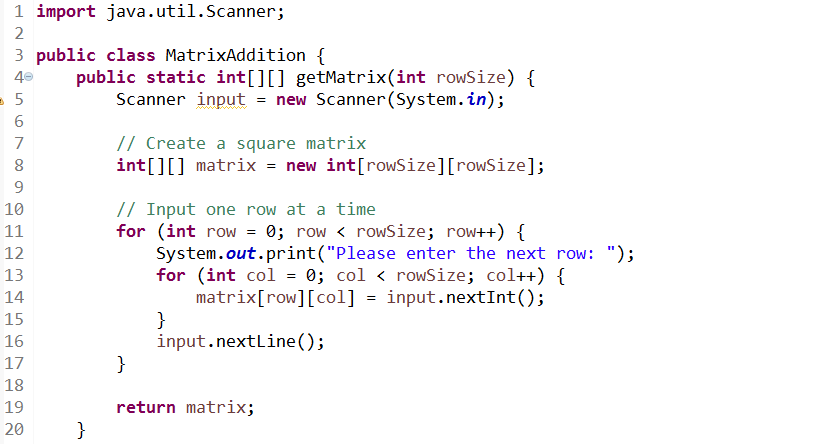 1 import java.util.Scanner;
2
3 public class MatrixAddition {
4     public static int[][] getMatrix(int rowSize) {
5         Scanner input = new Scanner(System.in);
6
7         // Create a square matrix
8         int[][] matrix = new int[rowSize][rowSize];
9
10         // Input one row at a time
11         for (int row = 0; row < rowSize; row++) {
12             System.out.print("Please enter the next row: ");
13             for (int col = 0; col < rowSize; col++) {
14                 matrix[row][col] = input.nextInt();
15             }
16             input.nextLine();
17         }
18
19         return matrix;
20     }